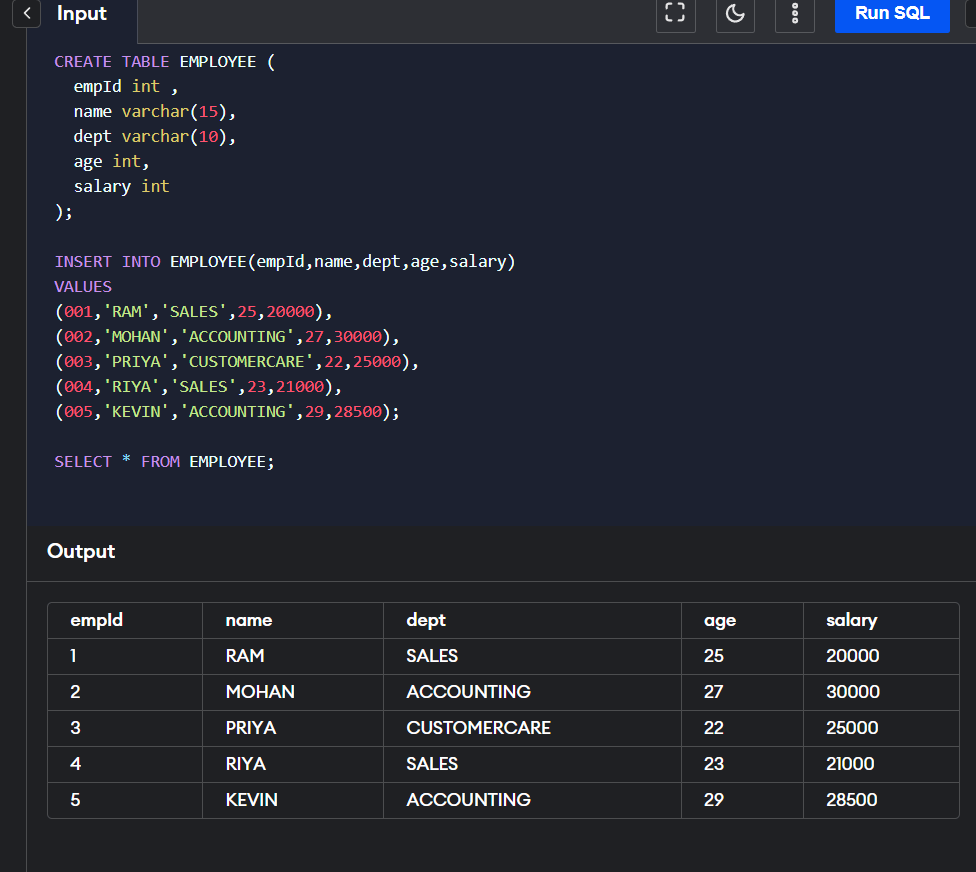 Input
Run SQL
CREATE TABLE EMPLOYEE (
  empId int ,
  name varchar(15),
  dept varchar(10),
  age int,
  salary int
);

INSERT INTO EMPLOYEE(empId,name,dept,age,salary)
VALUES
(001,'RAM','SALES',25,20000),
(002,'MOHAN','ACCOUNTING',27,30000),
(003,'PRIYA','CUSTOMERCARE',22,25000),
(004,'RIYA','SALES',23,21000),
(005,'KEVIN','ACCOUNTING',29,28500);

SELECT * FROM EMPLOYEE;
Output
empId name dept age salary
1 RAM SALES 25 20000
2 MOHAN ACCOUNTING 27 30000
3 PRIYA CUSTOMERCARE 22 25000
4 RIYA SALES 23 21000
5 KEVIN ACCOUNTING 29 28500